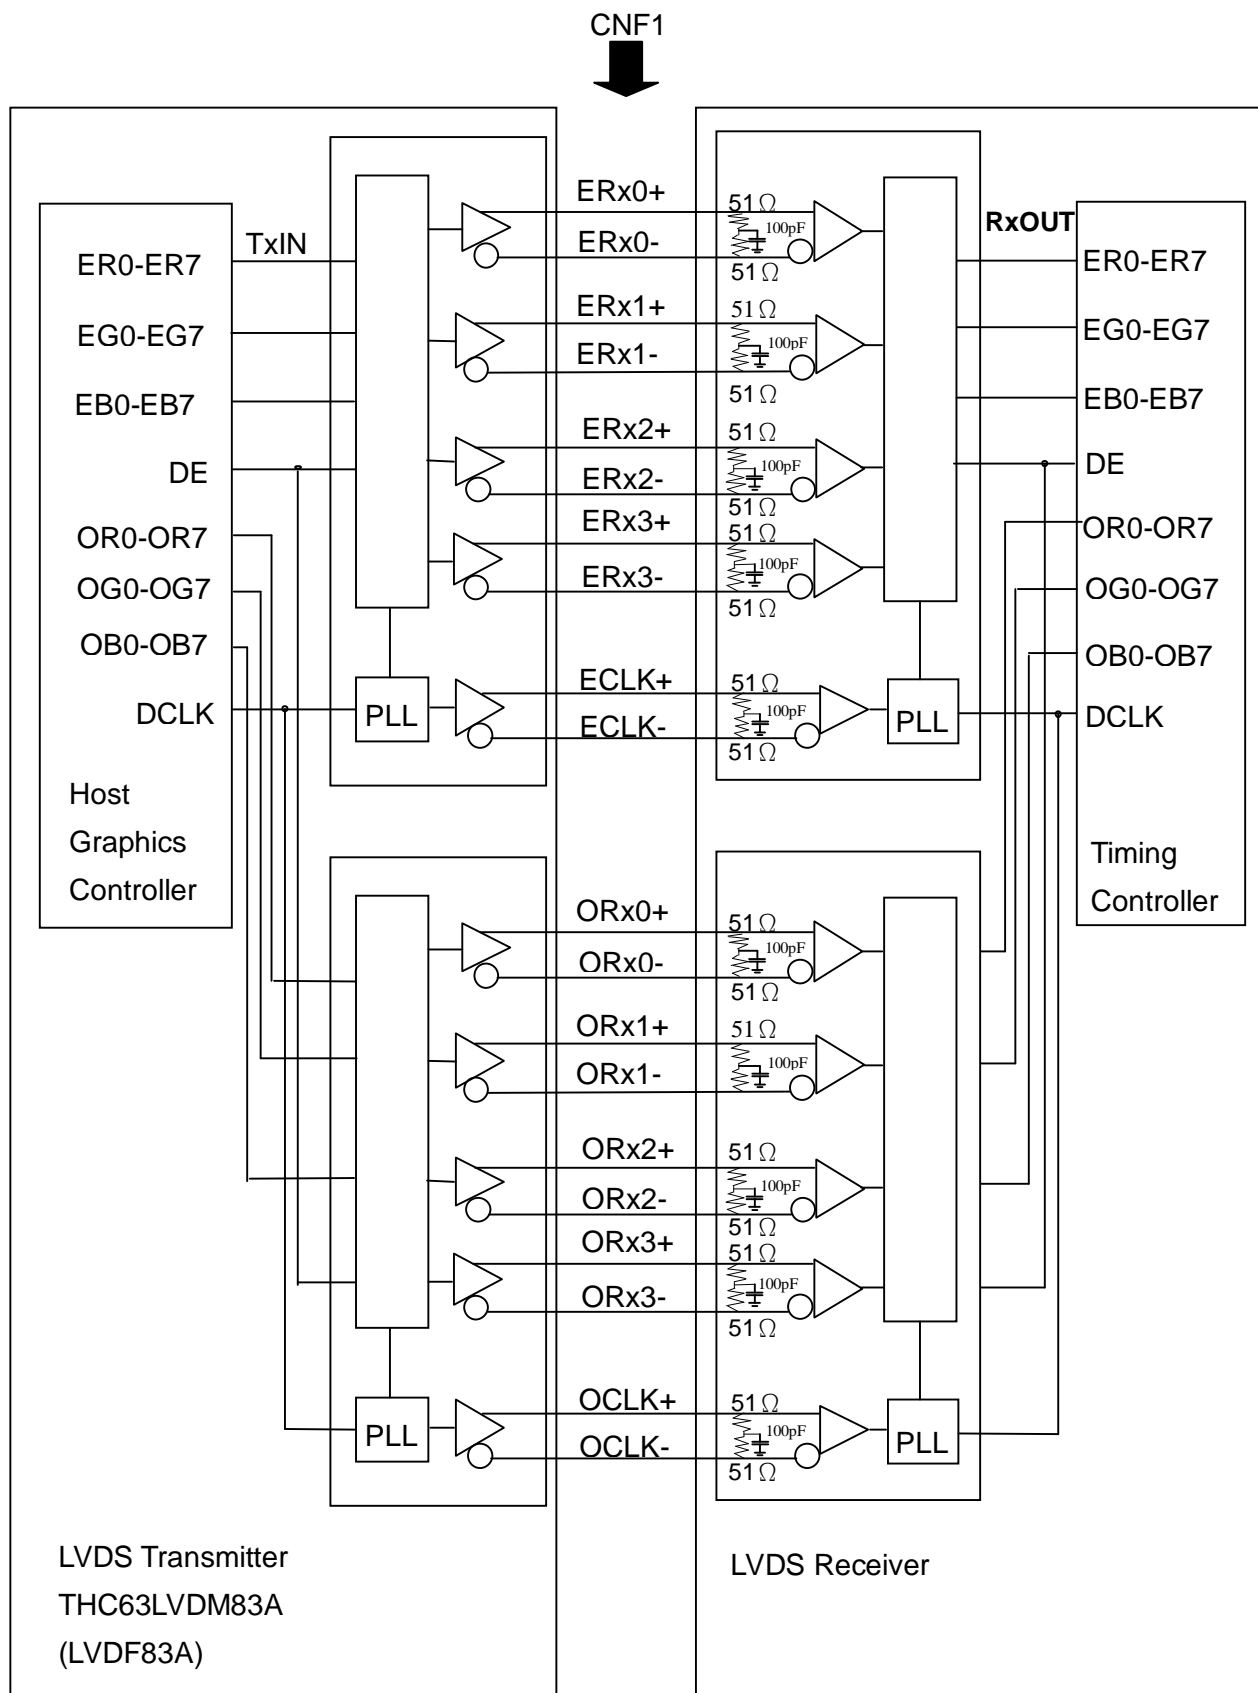 CNF1
TxIN
ER0-ER7
EG0-EG7
EB0-EB7
DE
OR0-OR7
OG0-OG7
OB0-OB7
DCLK
Host
Graphics
Controller
PLL
ERx0+
ERx0-
ERx1+
ERx1-
ERx2+
ERx2-
ERx3+
ERx3-
ECLK+
ECLK-
51Ω
100pF
51Ω
51Ω
100pF
51Ω
51Ω
100pF
51Ω
51Ω
100pF
51Ω
51Ω
100pF
51Ω
PLL
RxOUT
ER0-ER7
EG0-EG7
EB0-EB7
DE
OR0-OR7
OG0-OG7
OB0-OB7
DCLK
Timing
Controller
PLL
ORx0+
ORx0-
ORx1+
ORx1-
ORx2+
ORx2-
ORx3+
ORx3-
OCLK+
OCLK-
51Ω
100pF
51Ω
51Ω
100pF
51Ω
100pF
51Ω
51Ω
100pF
51Ω
51Ω
100pF
51Ω
PLL
LVDS Transmitter
THC63LVDM83A
(LVDF83A)
LVDS Receiver